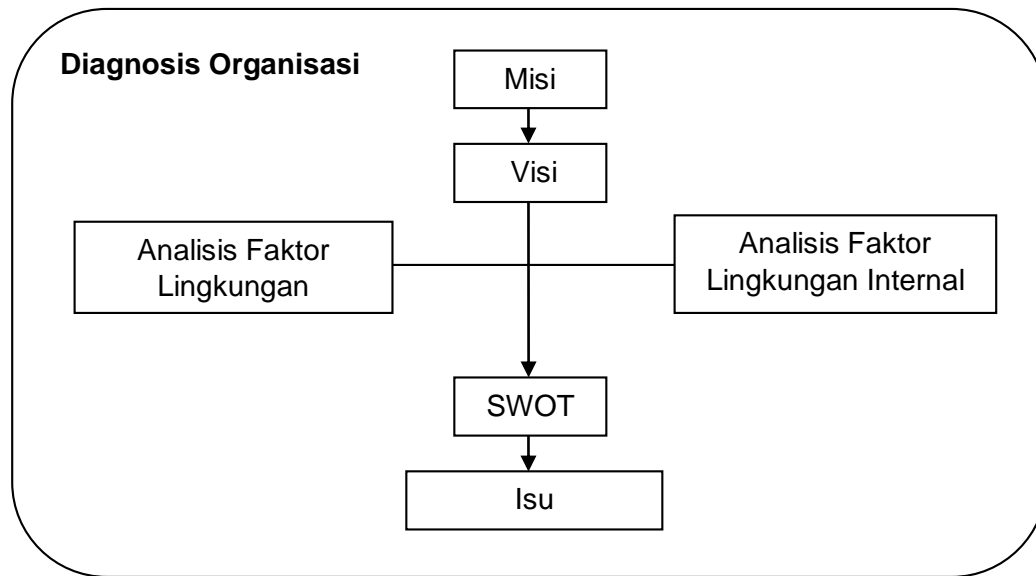 Diagnosis Organisasi
Misi
Visi
Analisis Faktor
Lingkungan
Analisis Faktor
Lingkungan Internal
SWOT
Isu